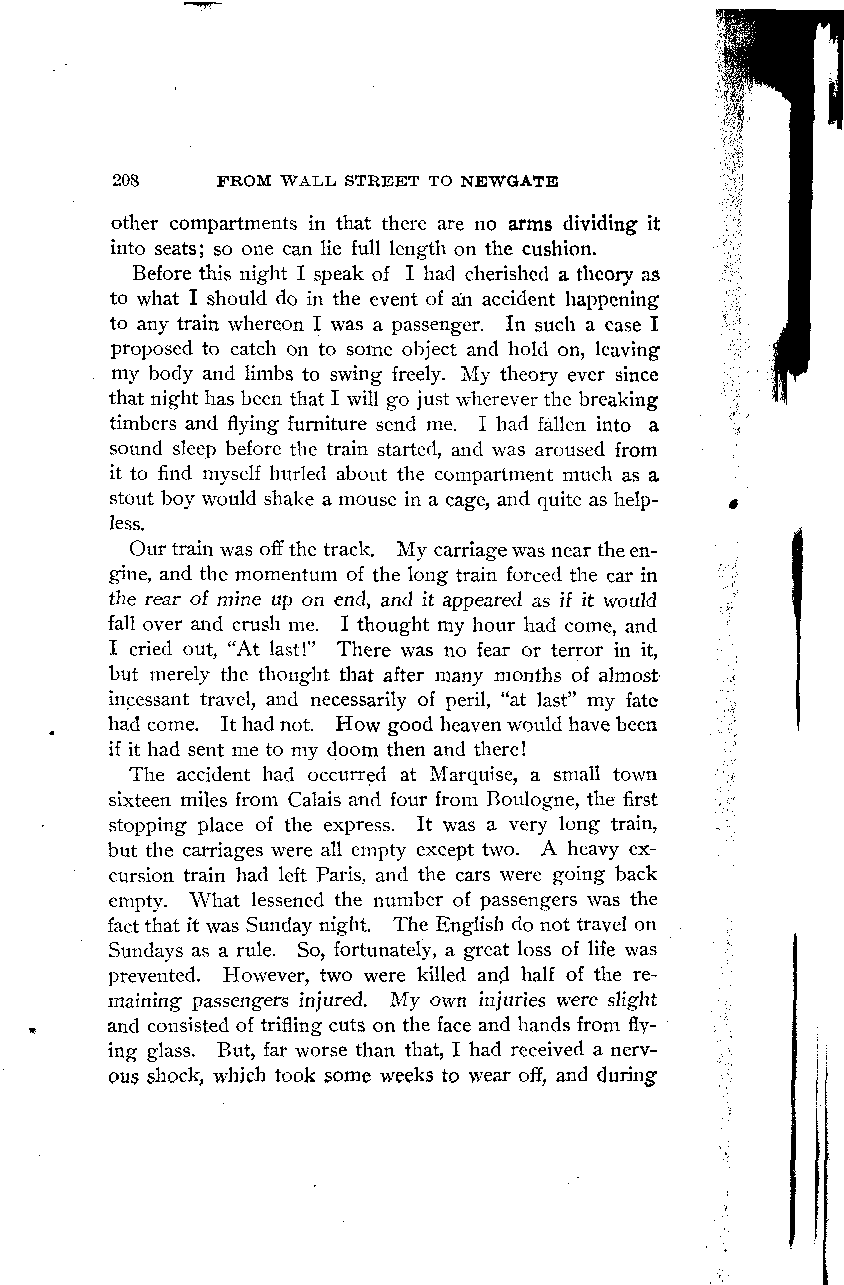 208 FROM WALL STREET TO NEWGATE
other compartments in that there are no arms dividing it
into seats; so one can lie full length on the cushion.
Before this night I speak of I had cherished a theory as
to what I should do in the event of an accident happening
to any train whereon I was a passenger. In such a case I
proposed to catch on to some object and hold on, leaving
my body and limbs to swing freely. My theory ever since
that night has been that I will go just wherever the breaking
timbers and flying furniture send me. I had fallen into a
sound sleep before the train started, and was aroused from
it to find myself hurled about the compartment much as a
stout boy would shake a mouse in a cage, and quite as help-
less.
Our train was off the track. My carriage was near the en-
gine, and the momentum of the long train forced the car in
the rear of mine up on end, and it appeared as if it would
fall over and crush me. I thought my hour had come, and
I cried out, "At last!" There was no fear or terror in it,
but merely the thought that after many months of almost
incessant travel, and necessarily of peril, "at last" my fate
had come. It had not. How good heaven would have been
if it had sent me to my doom then and there!
The accident had occurred at Marquise, a small town
sixteen miles from Calais and four from Boulogne, the first
stopping place of the express. It was a very long train,
but the carriages were all empty except two. A heavy ex-
cursion train had left Paris, and the cars were going back
empty. What lessened the number of passengers was the
fact that it was Sunday night. The English do not travel on
Sundays as a rule. So, fortunately, a great loss of life was
prevented. However, two were killed and half of the re-
maining passengers injured. My own injuries were slight
and consisted of trifling cuts on the face and hands from fly-
ing glass. But, far worse than that, I had received a nerv-
ous shock, which took some weeks to wear off, and during